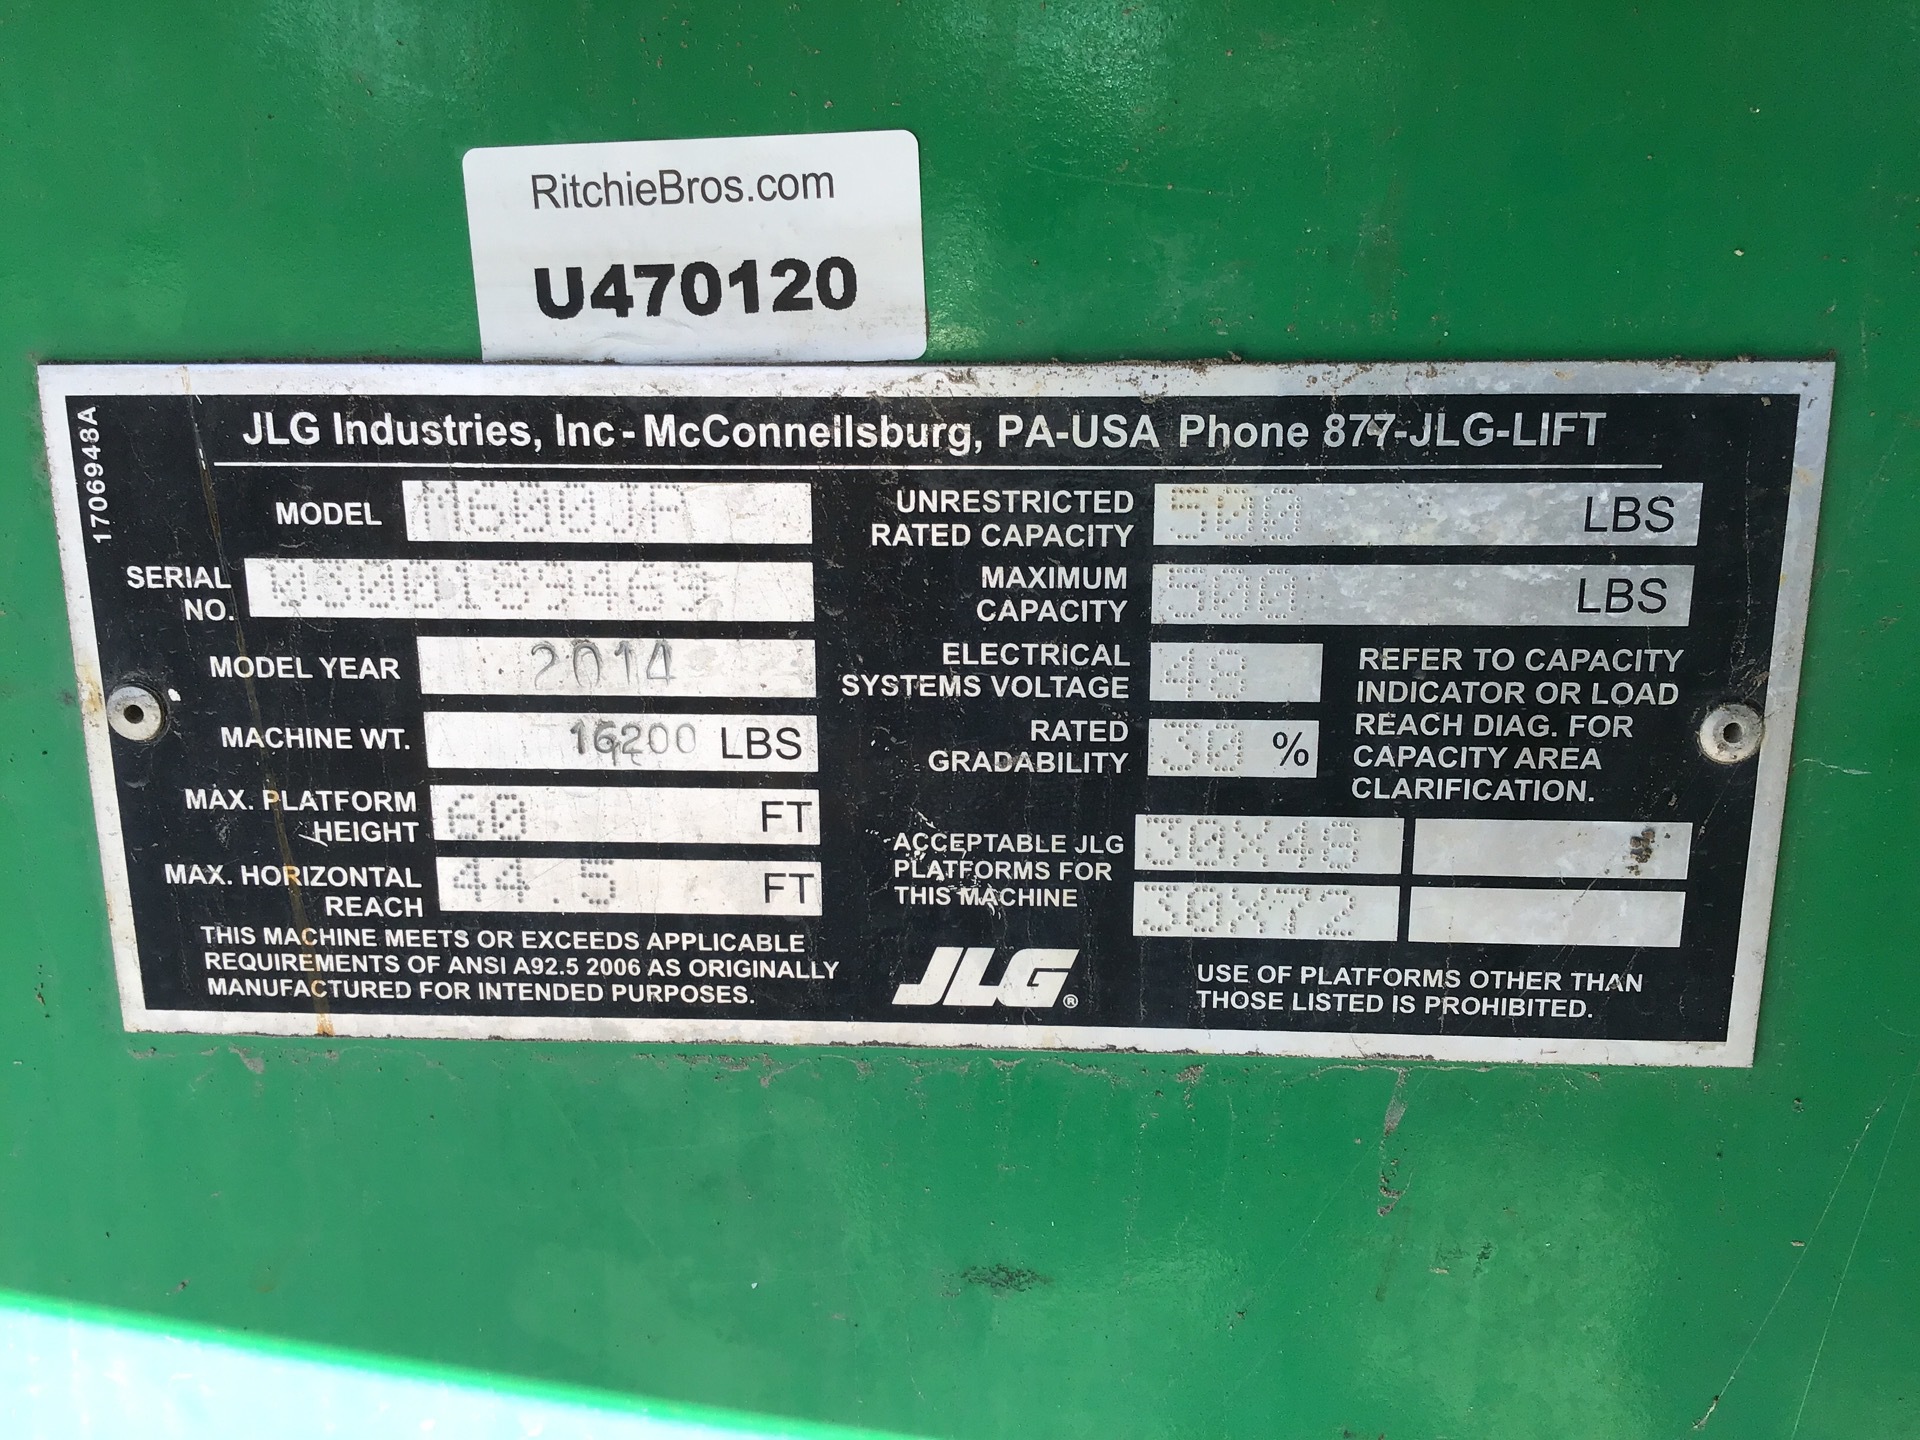 RitchieBros.com
U470120
1706948A
JLG Industries, Inc - McConnellsburg, PA-USA Phone 877-JLG-LIFT
MODEL M600JP
SERIAL NO. 0300189469
MODEL YEAR 2014
MACHINE WT. 16200 LBS
MAX. PLATFORM HEIGHT 60 FT
MAX. HORIZONTAL REACH 44.5 FT
THIS MACHINE MEETS OR EXCEEDS APPLICABLE
REQUIREMENTS OF ANSI A92.5 2006 AS ORIGINALLY
MANUFACTURED FOR INTENDED PURPOSES.
UNRESTRICTED RATED CAPACITY 500 LBS
MAXIMUM CAPACITY 500 LBS
ELECTRICAL SYSTEMS VOLTAGE 48
RATED GRADABILITY 30 %
REFER TO CAPACITY
INDICATOR OR LOAD
REACH DIAG. FOR
CAPACITY AREA
CLARIFICATION.
ACCEPTABLE JLG
PLATFORMS FOR
THIS MACHINE
30X48
30X72
JLG®
USE OF PLATFORMS OTHER THAN
THOSE LISTED IS PROHIBITED.